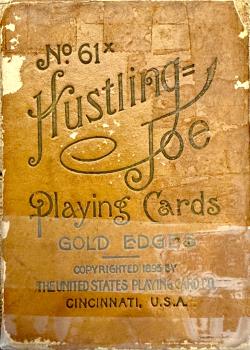 No 61x
Hustling=
Joe
Playing Cards
GOLD EDGES
COPYRIGHTED 1895 BY
THE UNITED STATES PLAYING CARD CO.
CINCINNATI, U.S.A.